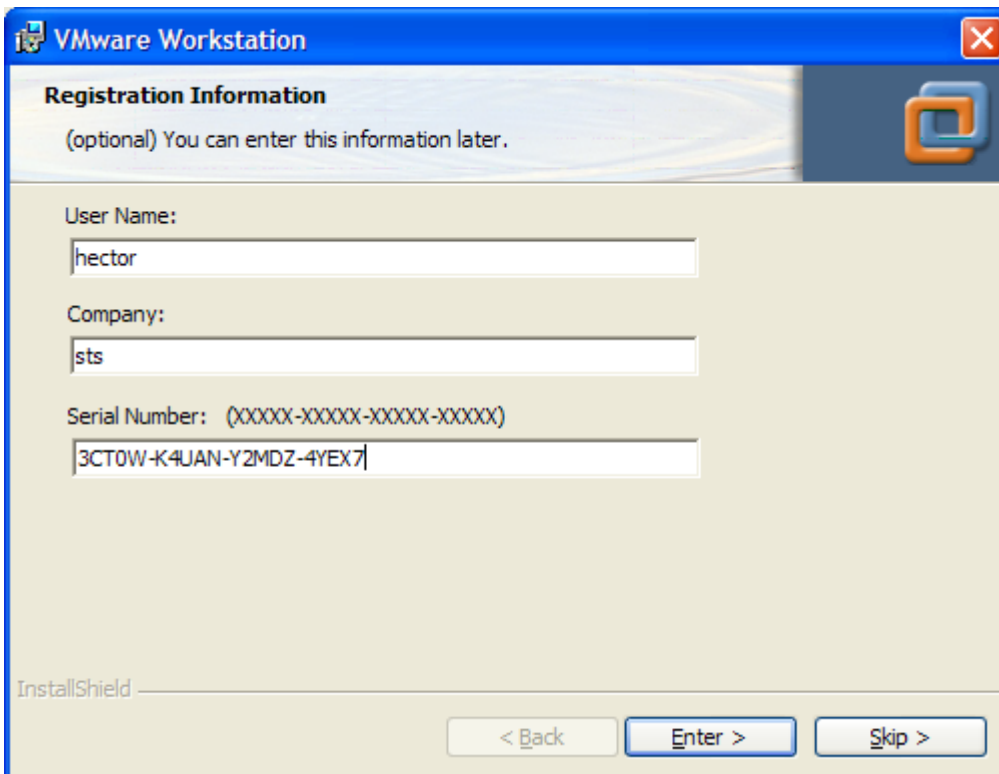 VMware Workstation
Registration Information
(optional) You can enter this information later.
User Name:
hector
Company:
sts
Serial Number: (XXXXX-XXXXX-XXXXX-XXXXX)
3CT0W-K4UAN-Y2MDZ-4YEX7
InstallShield
< Back
Enter >
Skip >